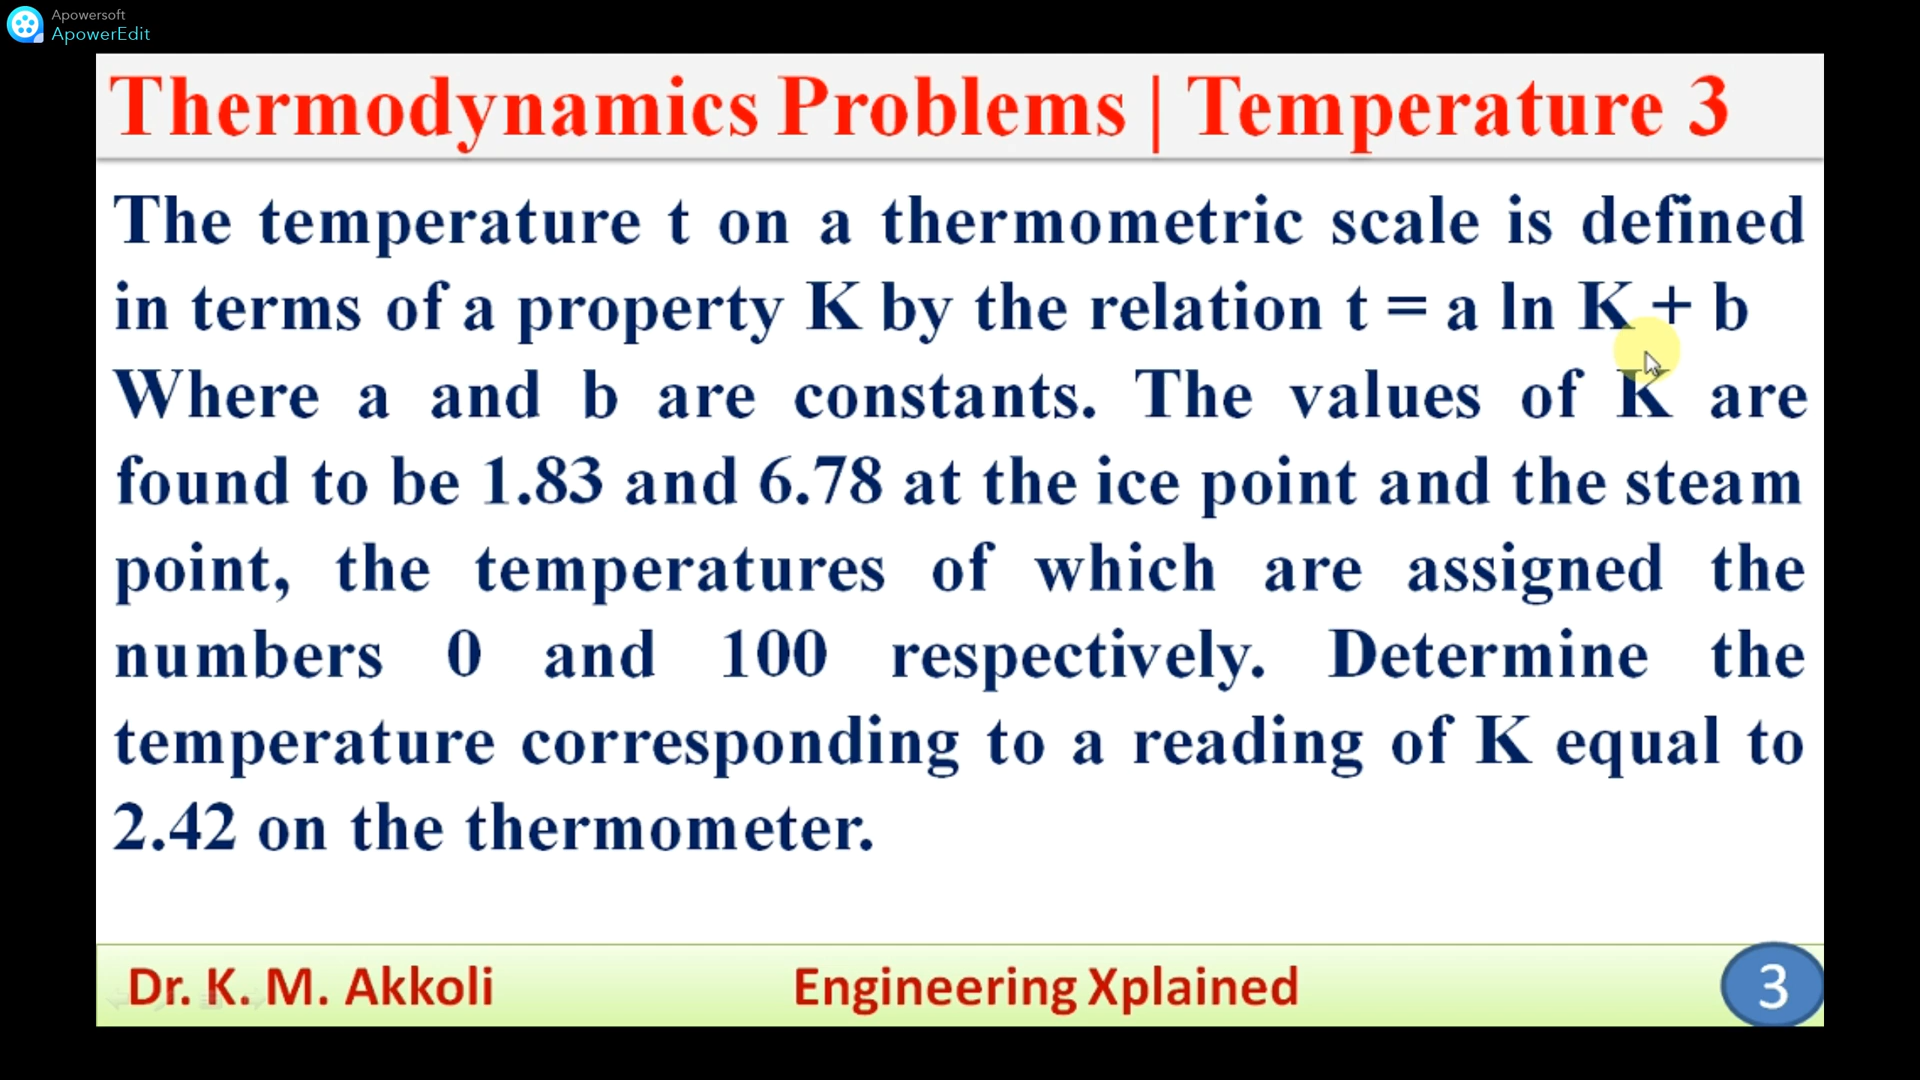 Apowersoft
ApowerEdit
Thermodynamics Problems | Temperature 3
The temperature t on a thermometric scale is defined
in terms of a property K by the relation t = a ln K + b
Where a and b are constants. The values of K are
found to be 1.83 and 6.78 at the ice point and the steam
point, the temperatures of which are assigned the
numbers 0 and 100 respectively. Determine the
temperature corresponding to a reading of K equal to
2.42 on the thermometer.
Dr. K. M. Akkoli Engineering Xplained 3